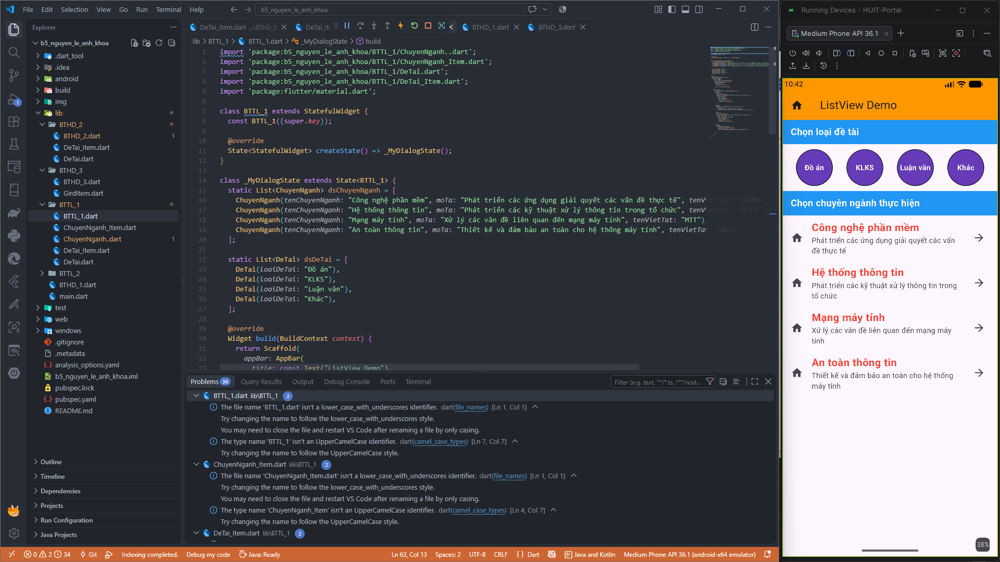 File Edit Selection View Go Run Terminal Help
b5_nguyen_le_anh_khoa
Explorer
b5_nguyen_le_anh_khoa
.dart_tool
.idea
android
build
img
lib
BTHD_2
BTHD_2.dart 1
DeTai_Item.dart
DeTai.dart
BTHD_3
BTHD_3.dart
GirdItem.dart
BTTL_1
BTTL_1.dart
ChuyenNganh_Item.dart
ChuyenNganh..dart 1
DeTai_Item.dart
DeTai.dart
BTTL_2
BTHD_1.dart
main.dart
test
web
windows
.gitignore
.metadata
analysis_options.yaml
b5_nguyen_le_anh_khoa.iml
pubspec.lock
pubspec.yaml
README.md
Outline
Timeline
Dependencies
Projects
Run Configuration
Java Projects
1
DeTai_Item.dart ...\BTHD_2
DeTai_It
BTHD_1.dart
BTHD_3.dart
lib > BTTL_1 > BTTL_1.dart > _MyDialogState > build
1 import 'package:b5_nguyen_le_anh_khoa/BTTL_1/ChuyenNganh..dart';
2 import 'package:b5_nguyen_le_anh_khoa/BTTL_1/ChuyenNganh_Item.dart';
3 import 'package:b5_nguyen_le_anh_khoa/BTTL_1/DeTai.dart';
4 import 'package:b5_nguyen_le_anh_khoa/BTTL_1/DeTai_Item.dart';
5 import 'package:flutter/material.dart';
6
7 class BTTL_1 extends StatefulWidget {
8 const BTTL_1({super.key});
9
10 @override
11 State<StatefulWidget> createState() => _MyDialogState();
12 }
13
14 class _MyDialogState extends State<BTTL_1> {
15 static List<ChuyenNganh> dsChuyenNganh = [
16 ChuyenNganh(tenChuyenNganh: "Công nghệ phần mềm", moTa: "Phát triển các ứng dụng giải quyết các vấn đề thực tế", tenVietTat: "CNPM"),
17 ChuyenNganh(tenChuyenNganh: "Hệ thống thông tin", moTa: "Phát triển các kỹ thuật xử lý thông tin trong tổ chức", tenVietTat: "HTTT"),
18 ChuyenNganh(tenChuyenNganh: "Mạng máy tính", moTa: "Xử lý các vân đề liên quan đến mạng máy tính", tenVietTat: "MTT"),
19 ChuyenNganh(tenChuyenNganh: "An toàn thông tin", moTa: "Thiết kế và đảm bảo an toàn cho hệ thống máy tính", tenVietTat: "BMTT")
20 ];
21
22 static List<DeTai> dsDeTai = [
23 DeTai(loaiDeTai: "Đồ án"),
24 DeTai(loaiDeTai: "KLKS"),
25 DeTai(loaiDeTai: "Luận văn"),
26 DeTai(loaiDeTai: "Khác"),
27 ];
28
29 @override
30 Widget build(BuildContext context) {
31 return Scaffold(
32 appBar: AppBar(
33 title: const Text("ListView Demo"),
Problems 36 Query Results Output Debug Console Ports Terminal
Filter (e.g. text, **/*.ts, !**/nod...
BTTL_1.dart lib\BTTL_1 2
The file name 'BTTL_1.dart' isn't a lower_case_with_underscores identifier. dart(file_names) [Ln 1, Col 1]
Try changing the name to follow the lower_case_with_underscores style.
You may need to close the file and restart VS Code after renaming a file by only casing.
The type name 'BTTL_1' isn't an UpperCamelCase identifier. dart(camel_case_types) [Ln 7, Col 7]
Try changing the name to follow the UpperCamelCase style.
ChuyenNganh_Item.dart lib\BTTL_1 2
The file name 'ChuyenNganh_Item.dart' isn't a lower_case_with_underscores identifier. dart(file_names) [Ln 1, Col 1]
Try changing the name to follow the lower_case_with_underscores style.
You may need to close the file and restart VS Code after renaming a file by only casing.
The type name 'ChuyenNganh_Item' isn't an UpperCamelCase identifier. dart(camel_case_types) [Ln 4, Col 7]
Try changing the name to follow the UpperCamelCase style.
DeTai_Item.dart lib\BTTL_1 2
0 2 34 Git Indexing completed. Debug my code Java: Ready Ln 63, Col 13 Spaces: 2 UTF-8 CRLF { } Dart Java and Kotlin Medium Phone API 36.1 (android-x64 emulator)
Running Devices - HUIT-Portal
Medium Phone API 36.1
10:42
ListView Demo
Chọn loại đề tài
Đồ án KLKS Luận văn Khác
Chọn chuyên ngành thực hiện
Công nghệ phần mềm
Phát triển các ứng dụng giải quyết các vấn
đề thực tế
Hệ thống thông tin
Phát triển các kỹ thuật xử lý thông tin trong
tổ chức
Mạng máy tính
Xử lý các vân đề liên quan đến mạng máy
tính
An toàn thông tin
Thiết kế và đảm bảo an toàn cho hệ thống
máy tính
38%